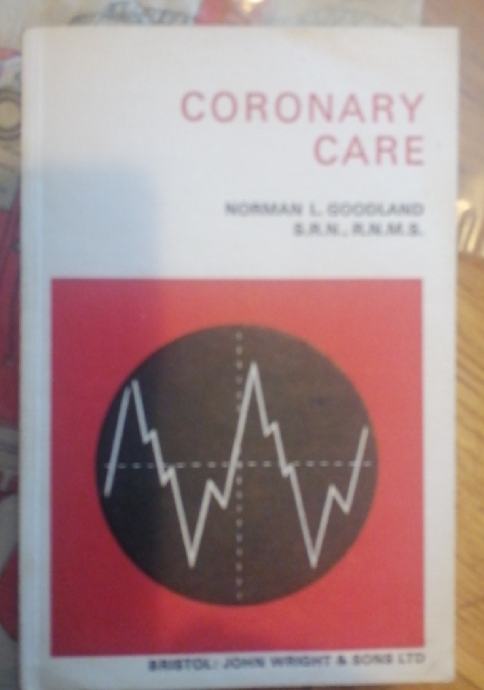 CORONARY
CARE
NORMAN L. GOODLAND
S.R.N., R.N.M.S.
BRISTOL: JOHN WRIGHT & SONS LTD